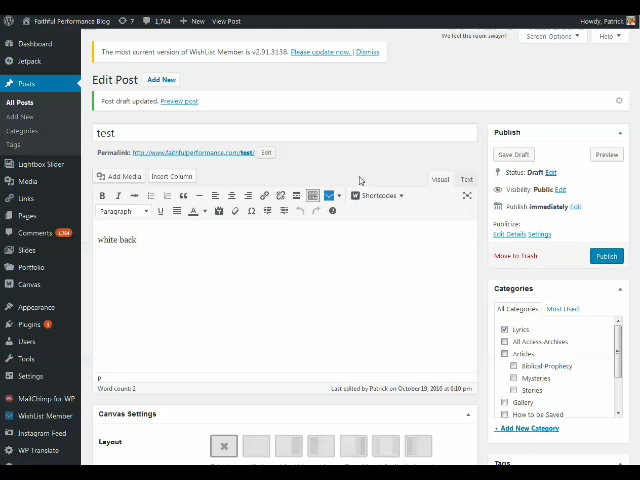 Faithful Performance Blog 7 1,764 New View Post Howdy, Patrick
We feel the room swayin' Screen Options Help
Dashboard
Jetpack
Posts
All Posts
Add New
Categories
Tags
Lightbox Slider
Media
Links
Pages
Comments 1,764
Slides
Portfolio
Canvas
Appearance
Plugins 3
Users
Tools
Settings
MailChimp for WP
WishList Member
Instagram Feed
WP Translate
The most current version of WishList Member is v2.91.3138. Please update now. | Dismiss
Edit Post Add New
Post draft updated. Preview post
test
Permalink: http://www.faithfulperformance.com/test/ Edit
Add Media Insert Column Visual Text
Shortcodes
Paragraph
white back
p
Word count: 2 Last edited by Patrick on October 19, 2016 at 6:10 pm
Canvas Settings
Layout
Publish
Save Draft Preview
Status: Draft Edit
Visibility: Public Edit
Publish immediately Edit
Publicize:
Edit Details Settings
Move to Trash Publish
Categories
All Categories Most Used
Lyrics
All Access Archives
Articles
Biblical-Prophecy
Mysteries
Stories
Gallery
How to be Saved
+ Add New Category
Tags